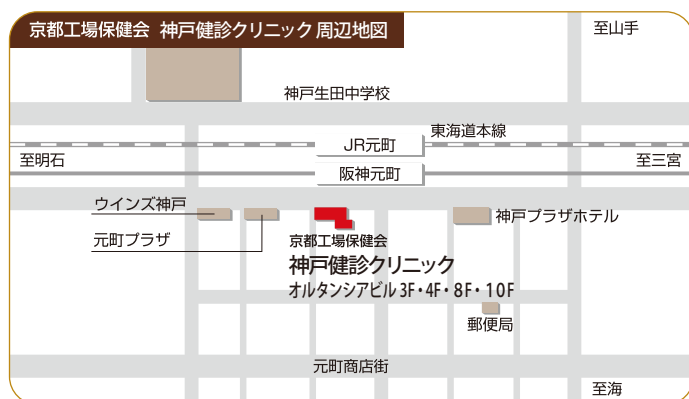 京都工場保健会 神戸健診クリニック 周辺地図
至山手
神戸生田中学校
東海道本線
JR元町
至明石
至三宮
阪神元町
ウインズ神戸
神戸プラザホテル
元町プラザ
京都工場保健会
神戸健診クリニック
オルタンシアビル3F・4F・8F・10F
郵便局
元町商店街
至海